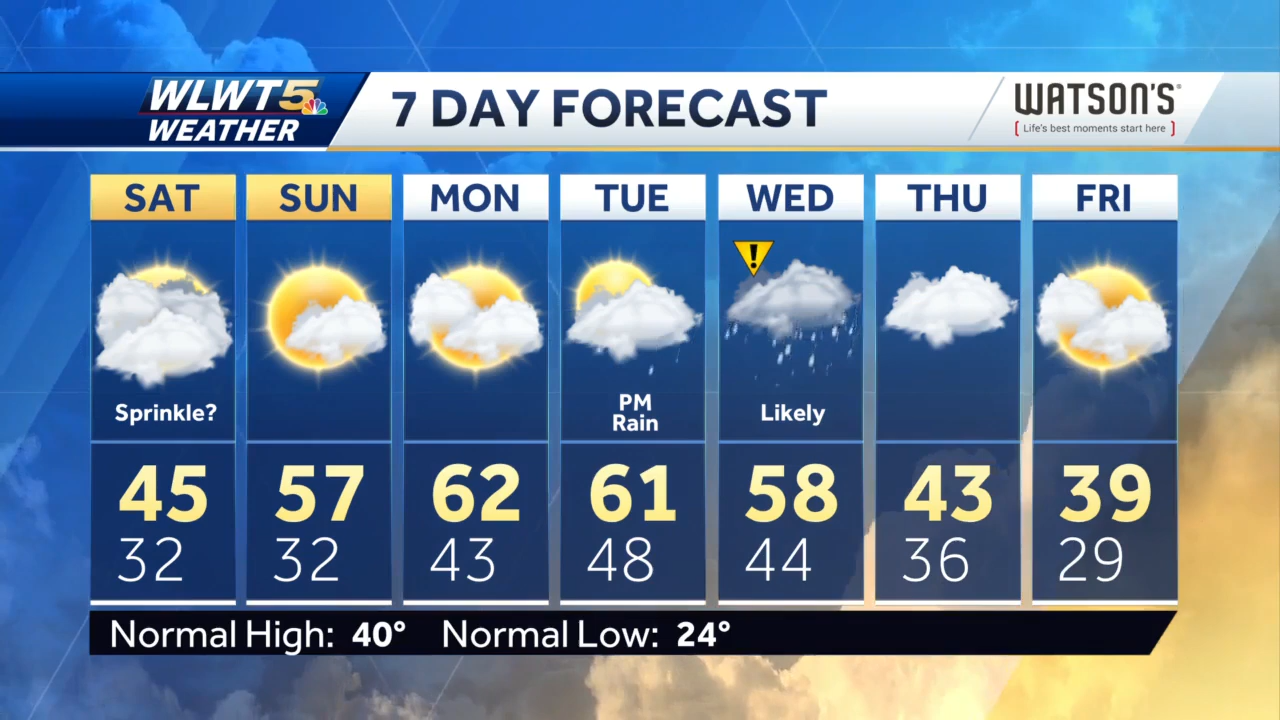 WLWT5
WEATHER
7 DAY FORECAST
WATSON'S®
[ Life's best moments start here ]
SAT SUN MON TUE WED THU FRI
!
Sprinkle? PM Rain Likely
45 57 62 61 58 43 39
32 32 43 48 44 36 29
Normal High: 40° Normal Low: 24°